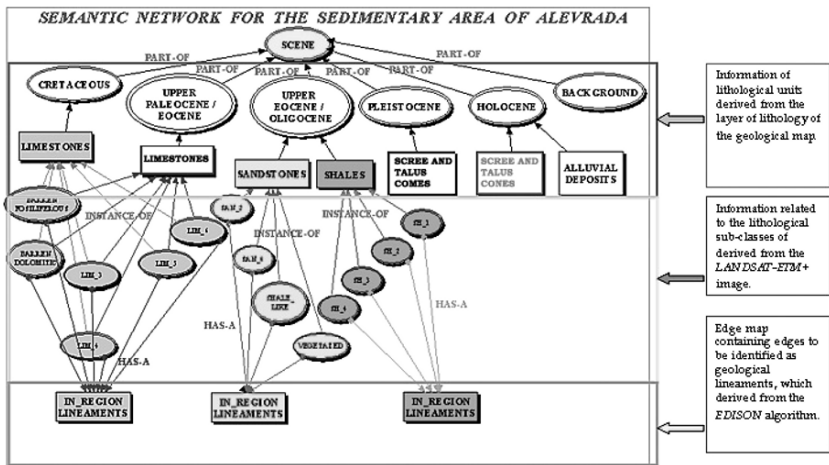 SEMANTIC NETWORK FOR THE SEDIMENTARY AREA OF ALEVRADA
SCENE
PART-OF
PART-OF
PART-OF
PART-OF
PART-OF
CRETACEOUS
UPPER
PALEOCENE /
EOCENE
UPPER
EOCENE /
OLIGOCENE
PLEISTOCENE
HOLOCENE
BACKGROUND
LIMESTONES
LIMESTONES
SANDSTONES
SHALES
SCREE AND
TALUS
COMES
SCREE AND
TALUS
CONES
ALLUVIAL
DEPOSITS
BARREN
FOSILIFEROUS
INSTANCE-OF
LIM_6
BARREN
DOLOMITIC
LIM_3
LIM_5
LIM_4
HAS-A
SAN_5
INSTANCE-OF
SAN_6
SHALE_
LIKE
HAS-A
VEGETATED
INSTANCE-OF
SH_1
SH_2
SH_3
SH_4
HAS-A
IN_REGION
LINEAMENTS
IN_REGION
LINEAMENTS
IN_REGION
LINEAMENTS
Information of
lithological units
derived from the
layer of lithology of
the geological map.
Information related
to the lithological
sub-classes of
derived from the
LANDSAT-ETM+
image.
Edge map
containing edges to
be identified as
geological
lineaments, which
derived from the
EDISON algorithm.